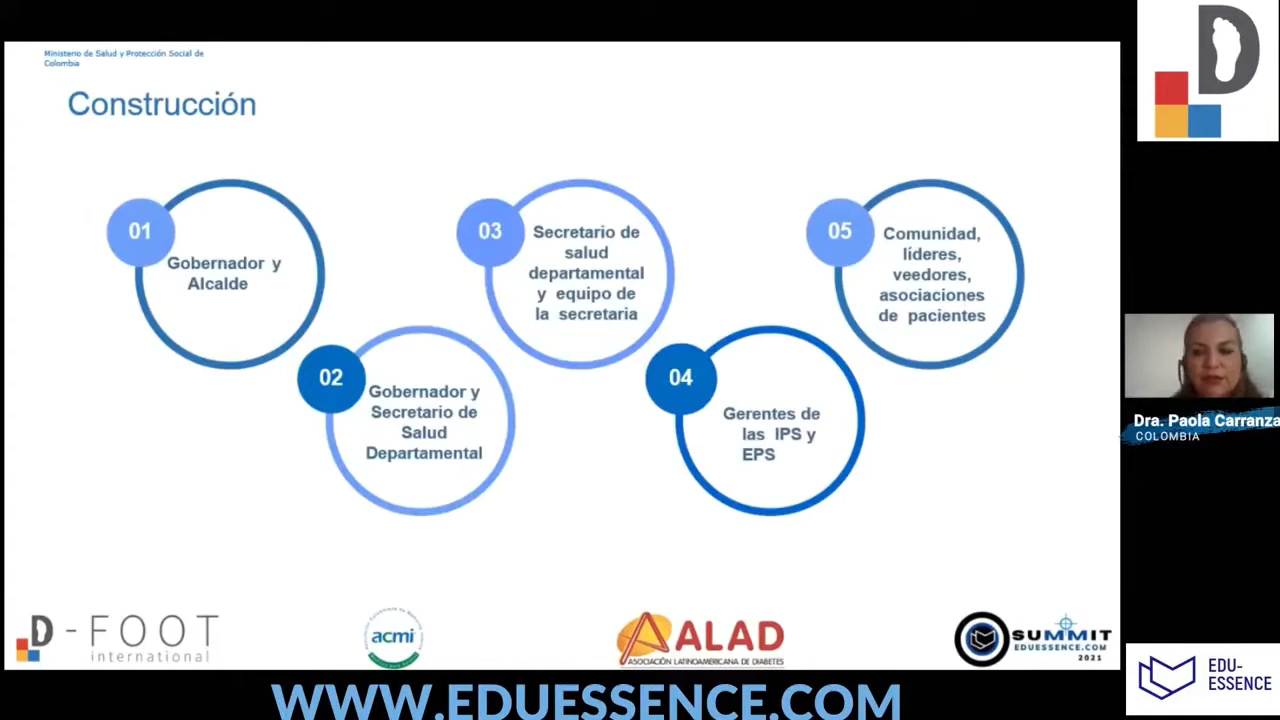 Ministerio de Salud y Protección Social de
Colombia
Construcción
01
Gobernador y
Alcalde
02
Gobernador y
Secretario de
Salud
Departamental
03
Secretario de
salud
departamental
y equipo de
la secretaria
04
Gerentes de
las IPS y
EPS
05
Comunidad,
líderes,
veedores,
asociaciones
de pacientes
D
Dra. Paola Carranza
COLOMBIA
D - FOOT
international
acmi
ALAD
ASOCIACIÓN LATINOAMERICANA DE DIABETES
SUMMIT
EDUESSENCE.COM
2021
EDU-
ESSENCE
WWW.EDUESSENCE.COM